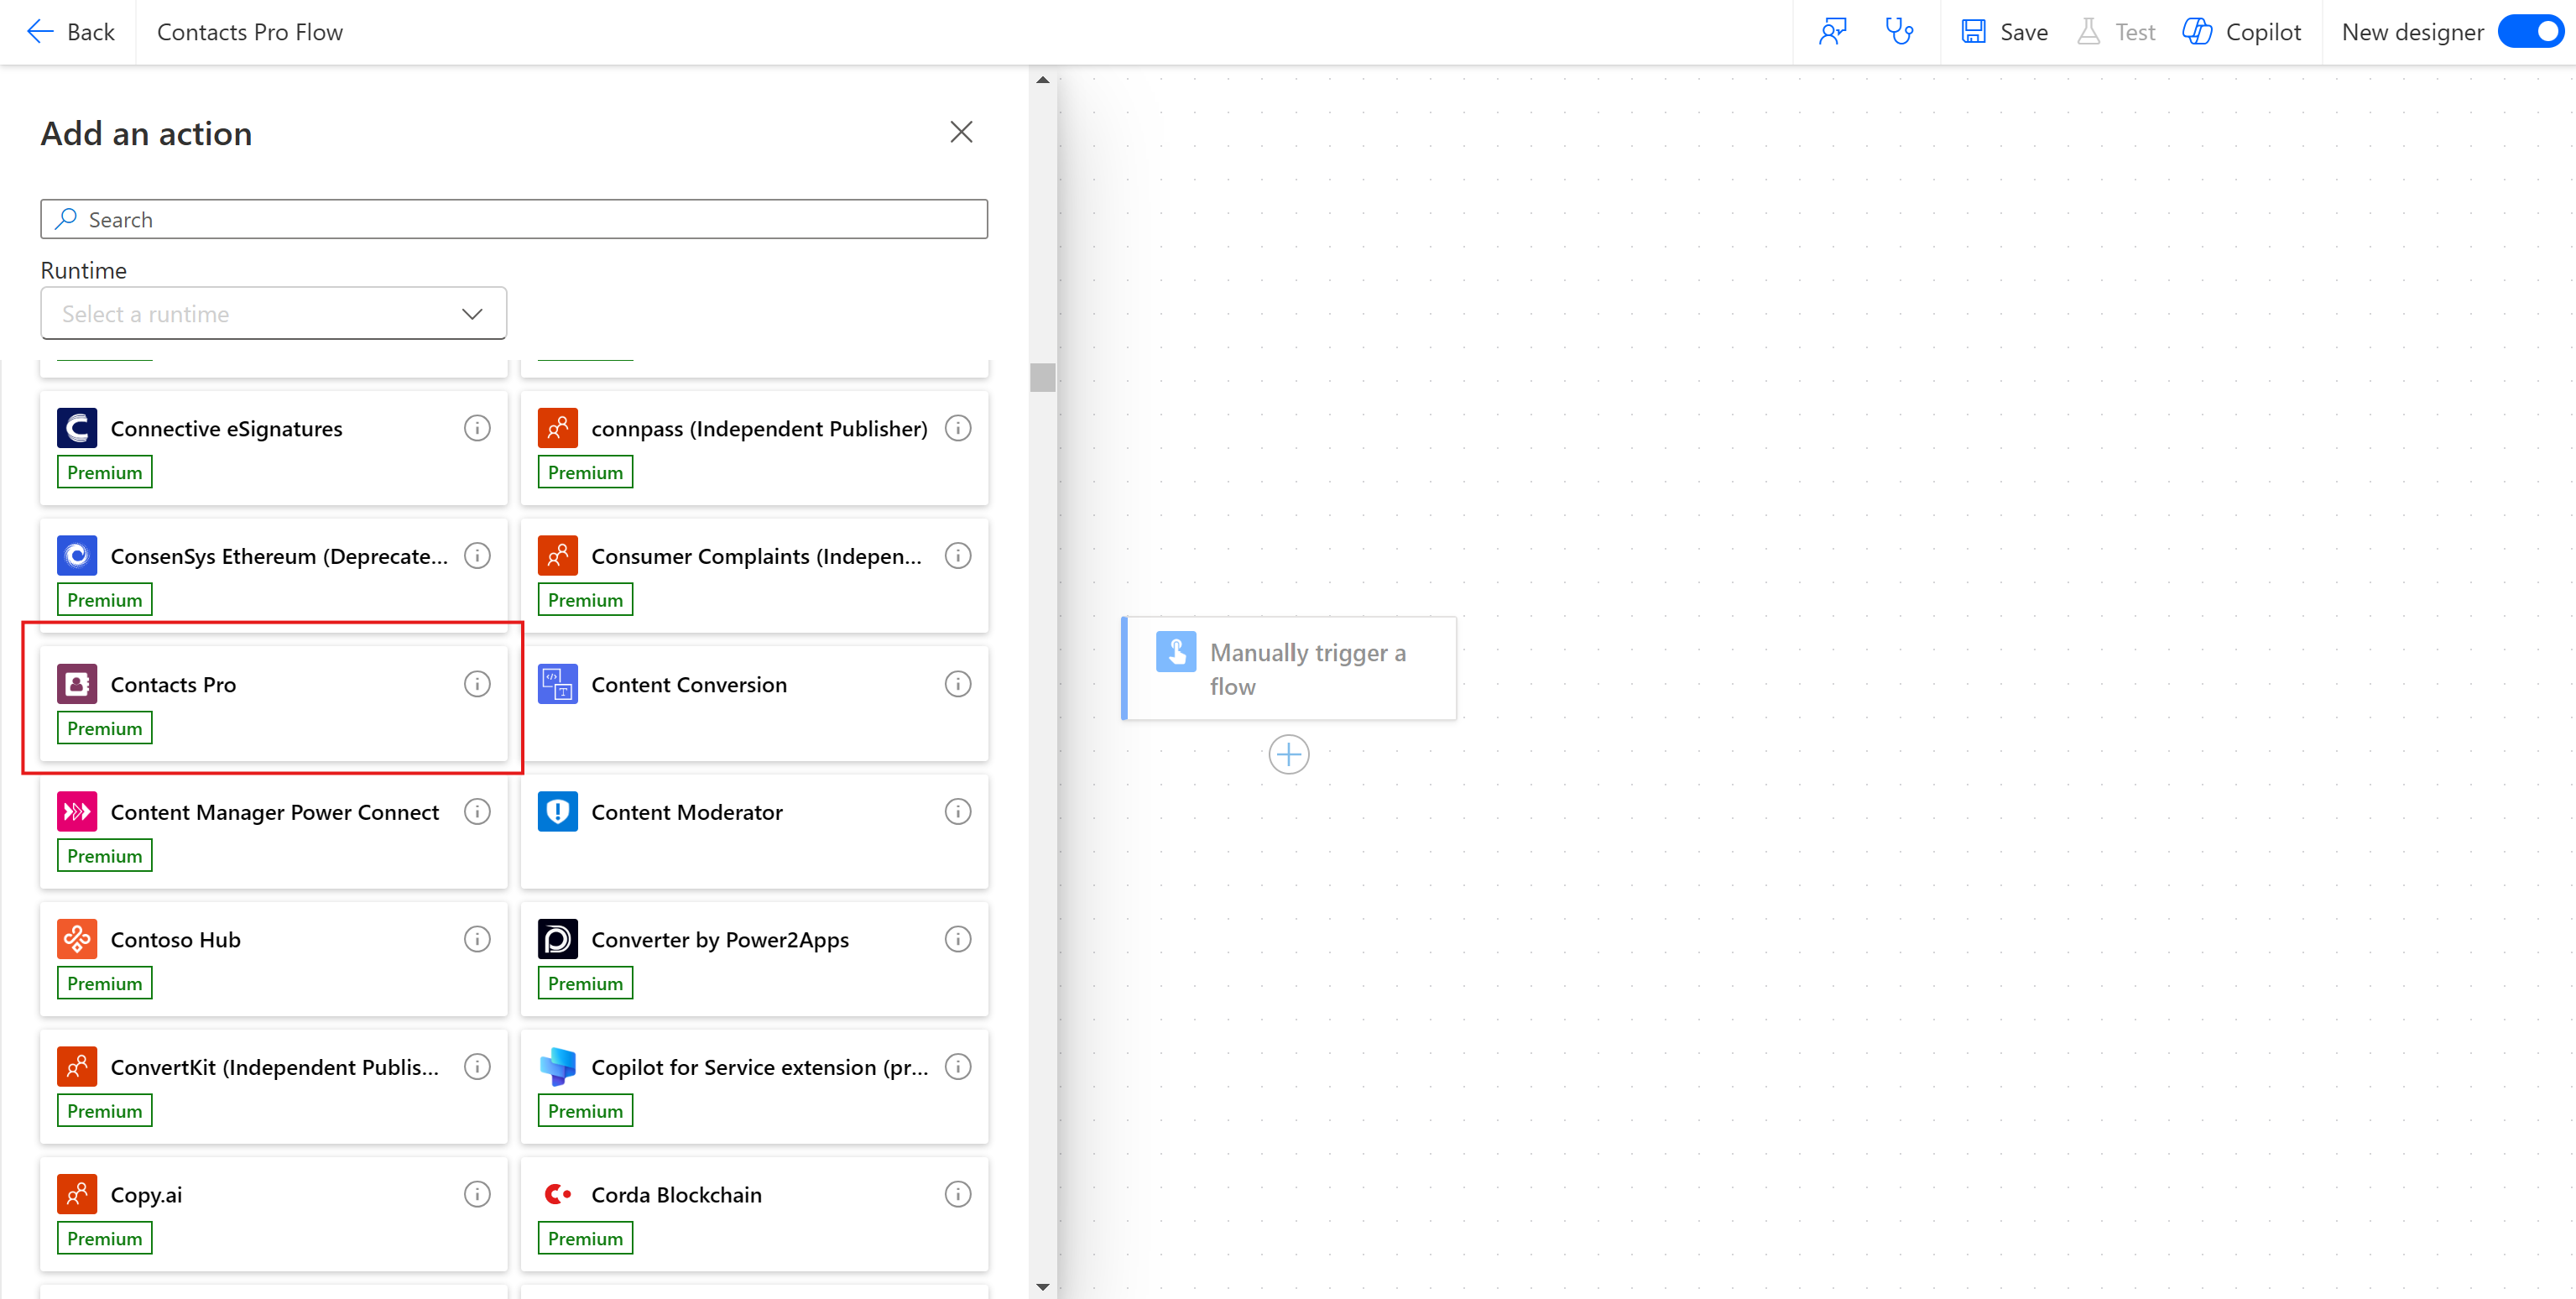 Back
Contacts Pro Flow
Save
Test
Copilot
New designer
Add an action
Search
Runtime
Select a runtime
Connective eSignatures
Premium
connpass (Independent Publisher)
Premium
ConsenSys Ethereum (Deprecate...
Premium
Consumer Complaints (Indepen...
Premium
Contacts Pro
Premium
Content Conversion
Content Manager Power Connect
Premium
Content Moderator
Contoso Hub
Premium
Converter by Power2Apps
Premium
ConvertKit (Independent Publis...
Premium
Copilot for Service extension (pr...
Premium
Copy.ai
Premium
Corda Blockchain
Premium
Manually trigger a
flow